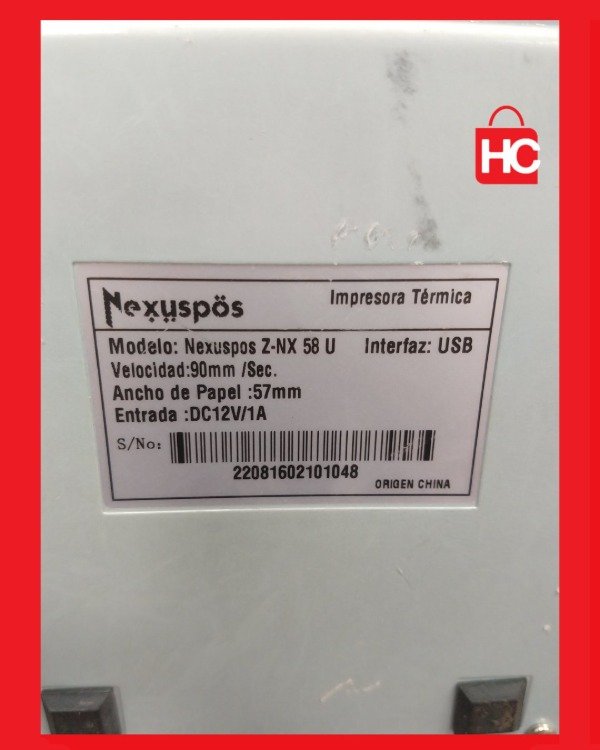 HC
Nexuspös
Impresora Térmica
Modelo: Nexuspos Z-NX 58 U Interfaz: USB
Velocidad:90mm /Sec.
Ancho de Papel :57mm
Entrada :DC12V/1A
S/No:
22081602101048
ORIGEN CHINA